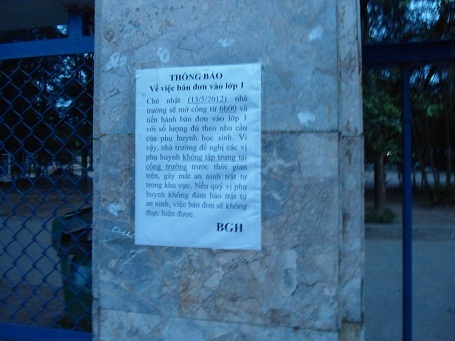 THÔNG BÁO
Về việc bán đơn vào lớp 1
Chủ nhật (13/5/2012) nhà
trường sẽ mở cổng từ 6h00 và
tiến hành bán đơn vào lớp 1
với số lượng đủ theo nhu cầu
của phụ huynh học sinh. Vì
vậy, nhà trường đề nghị các vị
phụ huynh không tập trung tại
cổng trường trước thời gian
trên, gây mất an ninh trật tự
trong khu vực. Nếu quý vị phụ
huynh không đảm bảo trật tự
an ninh, việc bán đơn sẽ không
thực hiện được.
BGH